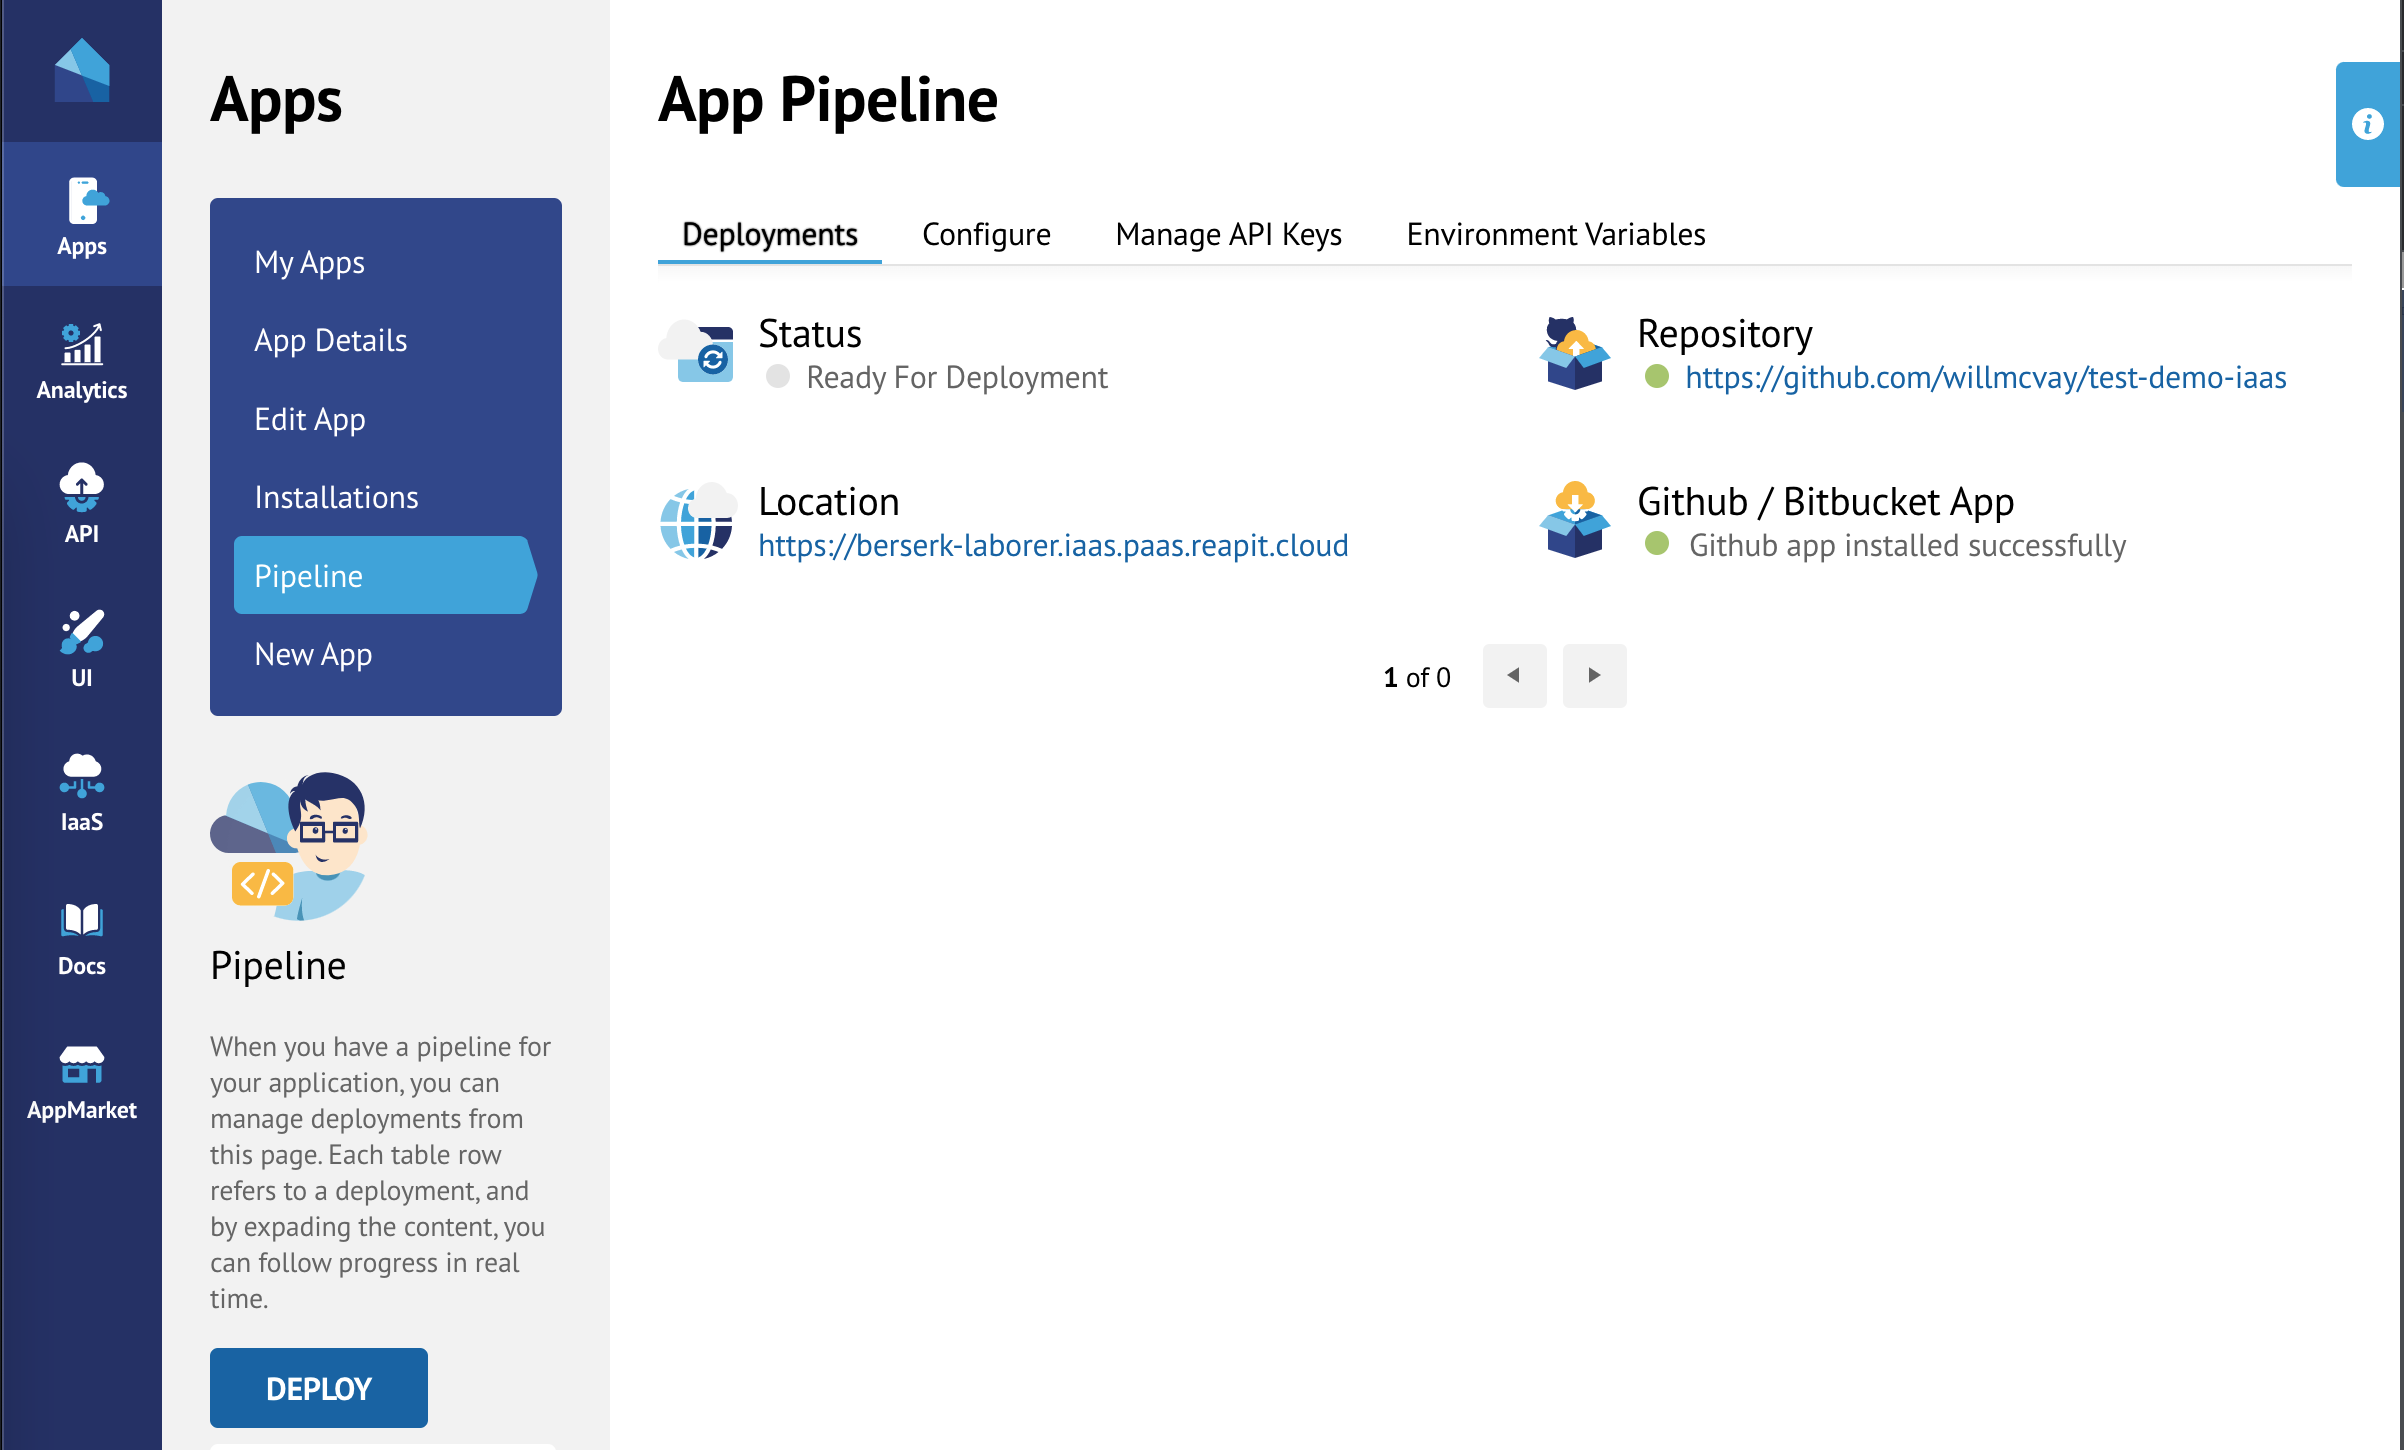 Apps
Analytics
API
UI
IaaS
Docs
AppMarket
Apps
My Apps
App Details
Edit App
Installations
Pipeline
New App
</>
Pipeline
When you have a pipeline for
your application, you can
manage deployments from
this page. Each table row
refers to a deployment, and
by expading the content, you
can follow progress in real
time.
DEPLOY
App Pipeline
i
Deployments Configure Manage API Keys Environment Variables
Status
Ready For Deployment
Repository
https://github.com/willmcvay/test-demo-iaas
Location
https://berserk-laborer.iaas.paas.reapit.cloud
Github / Bitbucket App
Github app installed successfully
1 of 0